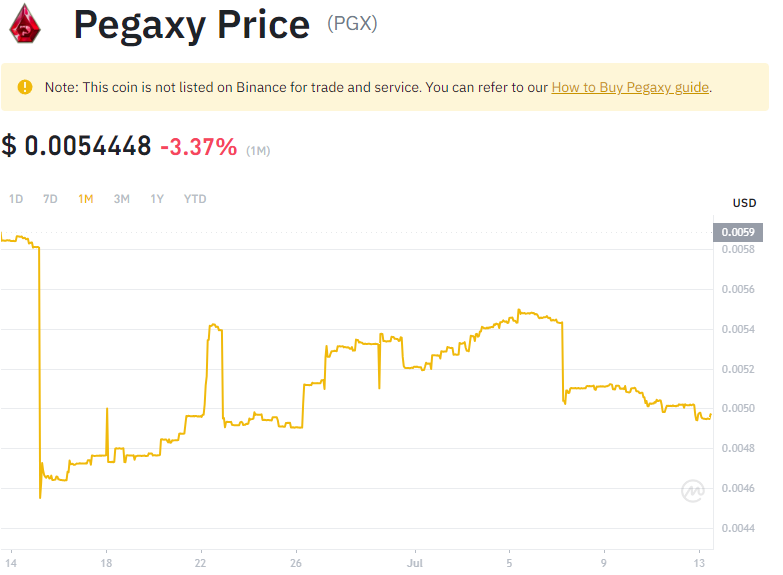 Pegaxy Price (PGX)
Note: This coin is not listed on Binance for trade and service. You can refer to our How to Buy Pegaxy guide.
$ 0.0054448 -3.37% (1M)
1D 7D 1M 3M 1Y YTD
USD
0.0059
0.0058
0.0056
0.0054
0.0052
0.0050
0.0048
0.0046
0.0044
14 18 22 26 Jul 5 9 13